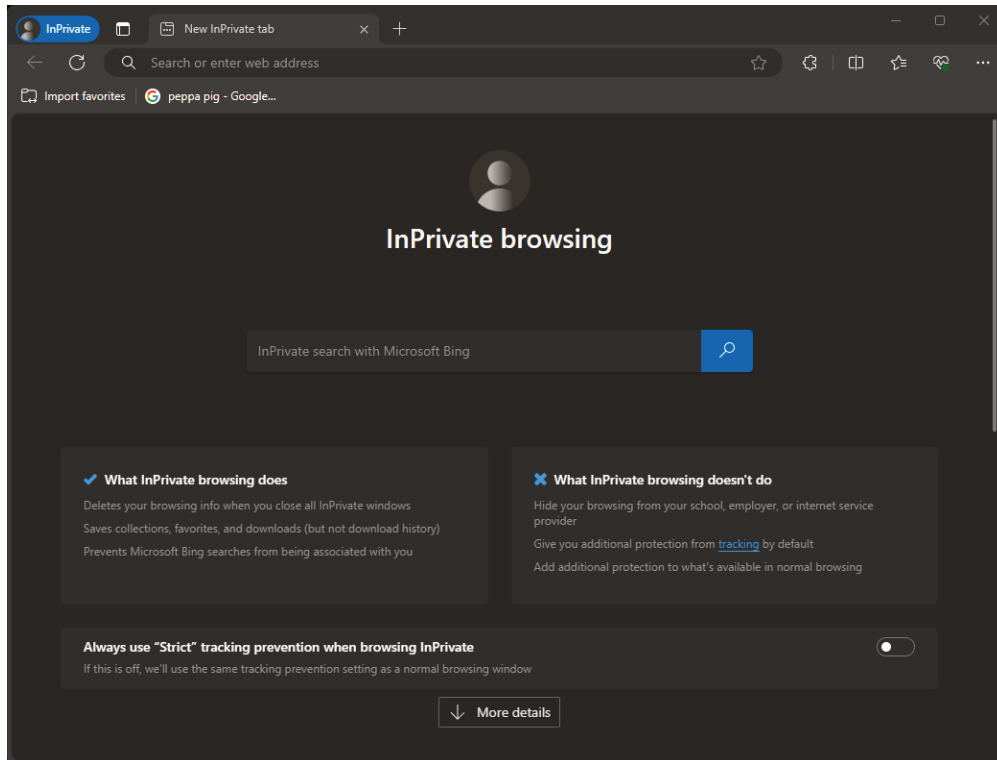 InPrivate
New InPrivate tab
Search or enter web address
Import favorites
peppa pig - Google...
InPrivate browsing
InPrivate search with Microsoft Bing
What InPrivate browsing does
Deletes your browsing info when you close all InPrivate windows
Saves collections, favorites, and downloads (but not download history)
Prevents Microsoft Bing searches from being associated with you
What InPrivate browsing doesn't do
Hide your browsing from your school, employer, or internet service
provider
Give you additional protection from tracking by default
Add additional protection to what's available in normal browsing
Always use “Strict” tracking prevention when browsing InPrivate
If this is off, we'll use the same tracking prevention setting as a normal browsing window
More details